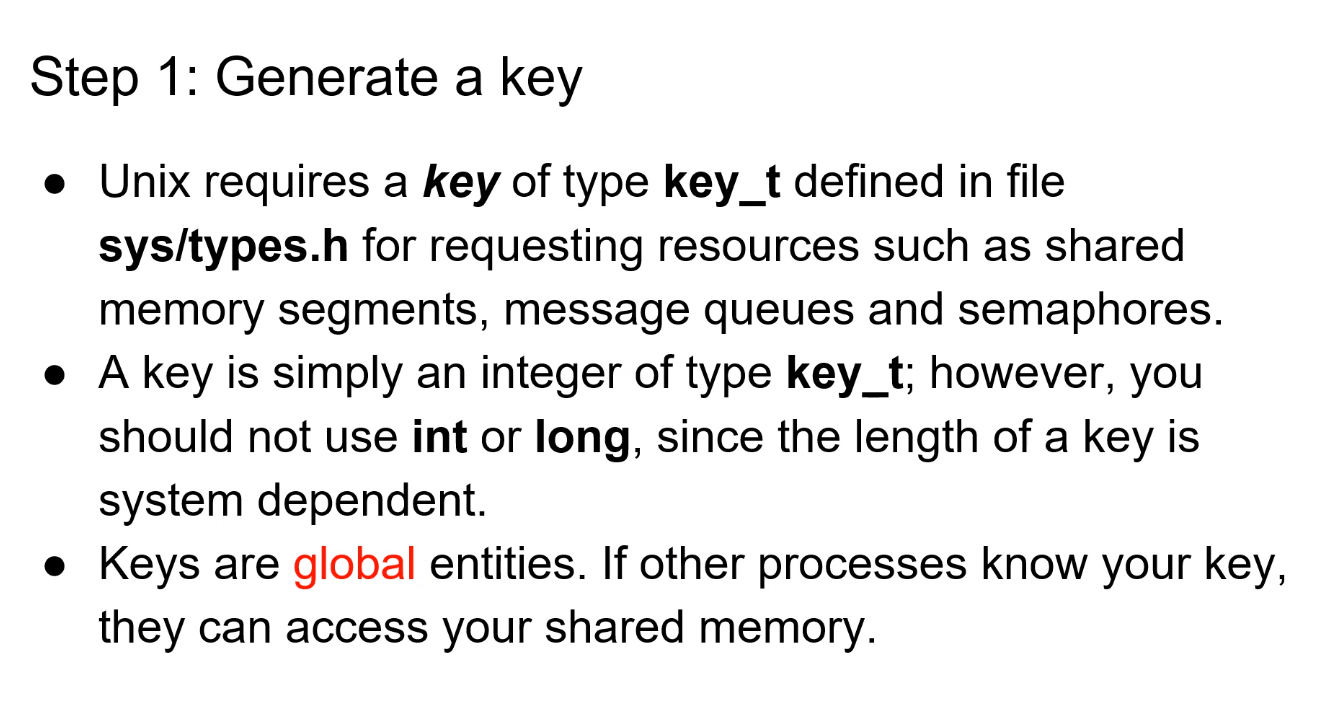 Step 1: Generate a key
● Unix requires a key of type key_t defined in file
sys/types.h for requesting resources such as shared
memory segments, message queues and semaphores.
● A key is simply an integer of type key_t; however, you
should not use int or long, since the length of a key is
system dependent.
● Keys are global entities. If other processes know your key,
they can access your shared memory.